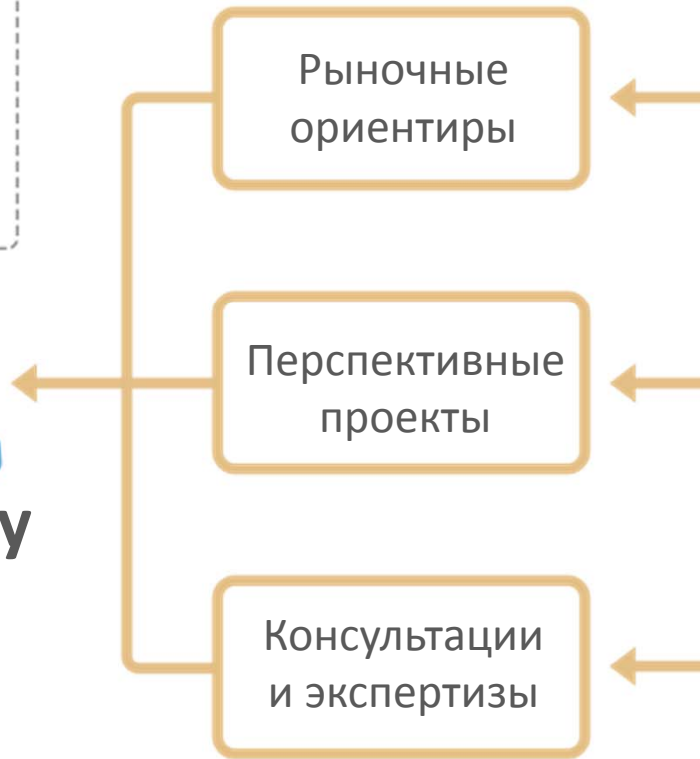 Рыночные
ориентиры
Перспективные
проекты
у
Консультации
и экспертизы